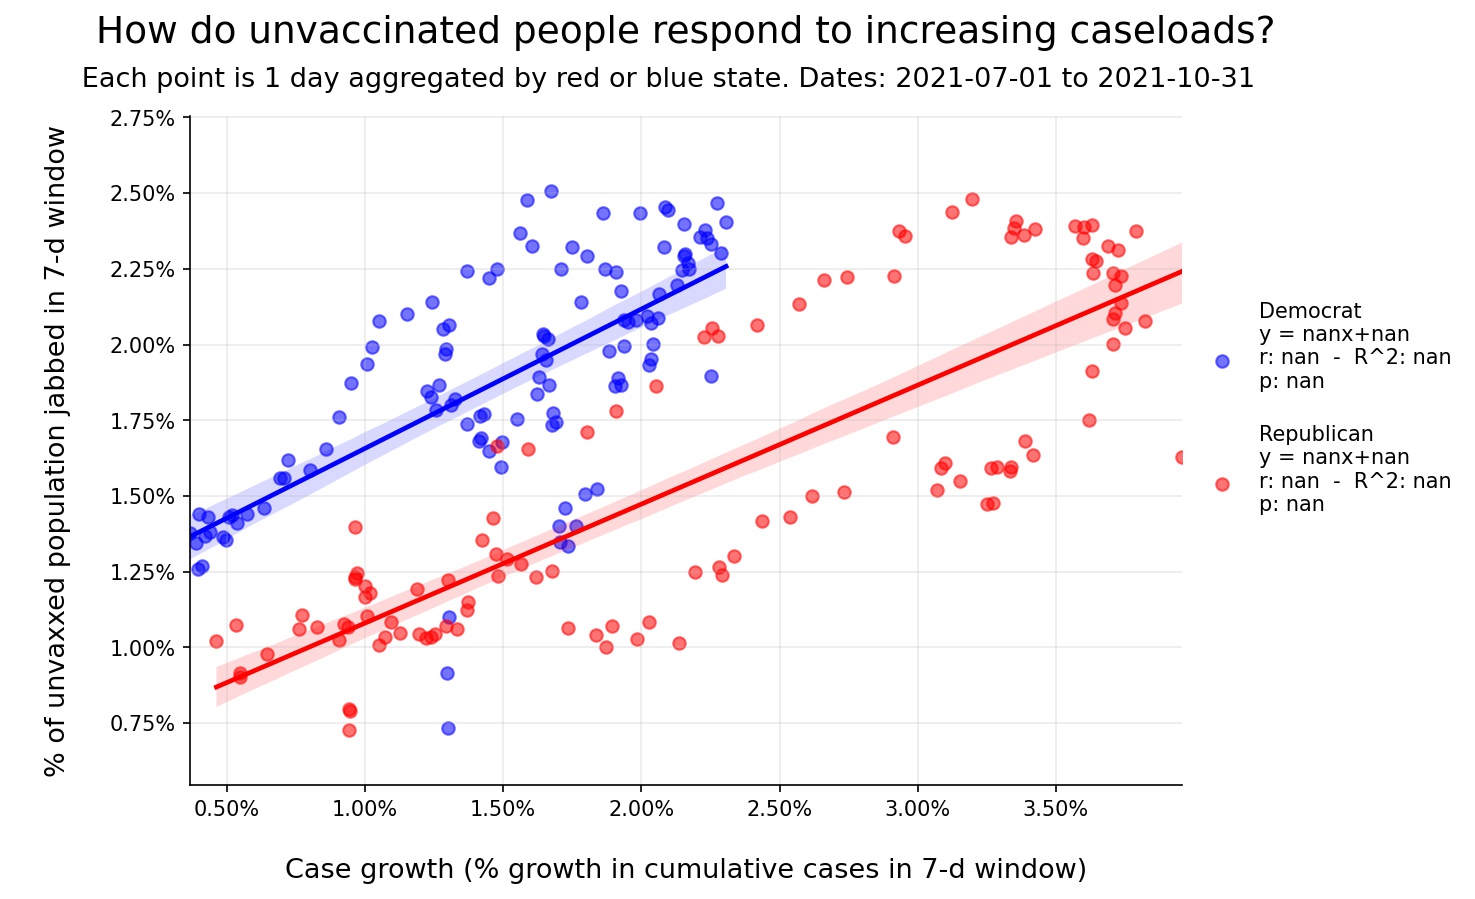 How do unvaccinated people respond to increasing caseloads?
Each point is 1 day aggregated by red or blue state. Dates: 2021-07-01 to 2021-10-31
% of unvaxxed population jabbed in 7-d window
2.75%
2.50%
2.25%
2.00%
1.75%
1.50%
1.25%
1.00%
0.75%
0.50%
1.00%
1.50%
2.00%
2.50%
3.00%
3.50%
Case growth (% growth in cumulative cases in 7-d window)
Democrat
y = nanx+nan
r: nan  -  R^2: nan
p: nan
Republican
y = nanx+nan
r: nan  -  R^2: nan
p: nan